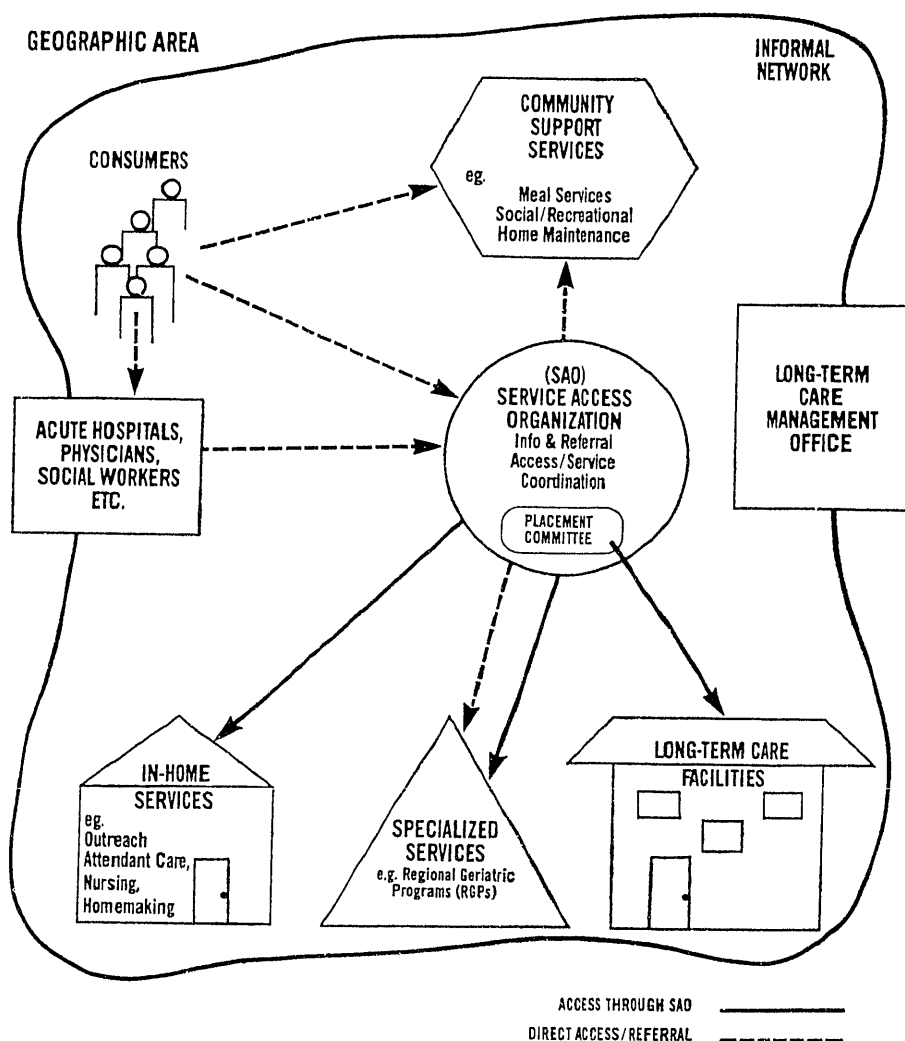 GEOGRAPHIC AREA
INFORMAL
NETWORK
CONSUMERS
COMMUNITY
SUPPORT
SERVICES
eg.
Meal Services
Social/Recreational
Home Maintenance
(SAO)
SERVICE ACCESS
ORGANIZATION
Info & Referral
Access/Service
Coordination
PLACEMENT
COMMITTEE
LONG-TERM
CARE
MANAGEMENT
OFFICE
ACUTE HOSPITALS,
PHYSICIANS,
SOCIAL WORKERS
ETC.
IN-HOME
SERVICES
eg.
Outreach
Attendant Care,
Nursing,
Homemaking
SPECIALIZED
SERVICES
e.g. Regional Geriatric
Programs (RGPs)
LONG-TERM CARE
FACILITIES
ACCESS THROUGH SAO
DIRECT ACCESS/REFERRAL